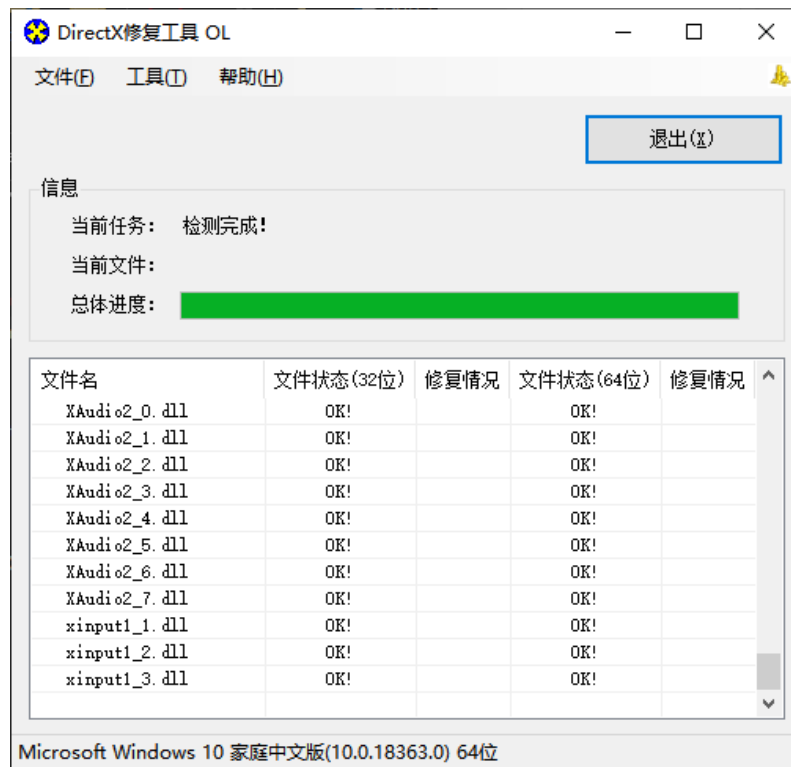 DirectX修复工具 OL
文件(F) 工具(T) 帮助(H)
退出(X)
信息
当前任务： 检测完成!
当前文件：
总体进度：
文件名 文件状态(32位) 修复情况 文件状态(64位) 修复情况
XAudio2_0.dll OK! OK!
XAudio2_1.dll OK! OK!
XAudio2_2.dll OK! OK!
XAudio2_3.dll OK! OK!
XAudio2_4.dll OK! OK!
XAudio2_5.dll OK! OK!
XAudio2_6.dll OK! OK!
XAudio2_7.dll OK! OK!
xinput1_1.dll OK! OK!
xinput1_2.dll OK! OK!
xinput1_3.dll OK! OK!
Microsoft Windows 10 家庭中文版(10.0.18363.0) 64位